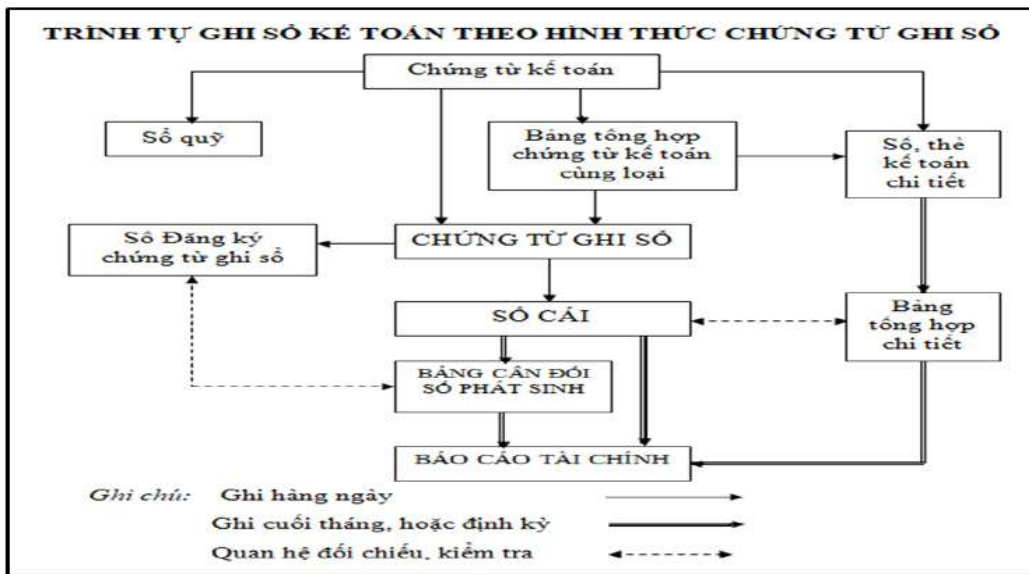 TRÌNH TỰ GHI SỔ KẾ TOÁN THEO HÌNH THỨC CHỨNG TỪ GHI SỔ
Chứng từ kế toán
Sổ quỹ
Bảng tổng hợp
chứng từ kế toán
cùng loại
Sổ, thẻ
kế toán
chi tiết
Sổ Đăng ký
chứng từ ghi sổ
CHỨNG TỪ GHI SỔ
SỔ CÁI
Bảng
tổng hợp
chi tiết
BẢNG CÂN ĐỐI
SỐ PHÁT SINH
BÁO CÁO TÀI CHÍNH
Ghi chú: Ghi hàng ngày
Ghi cuối tháng, hoặc định kỳ
Quan hệ đối chiếu, kiểm tra